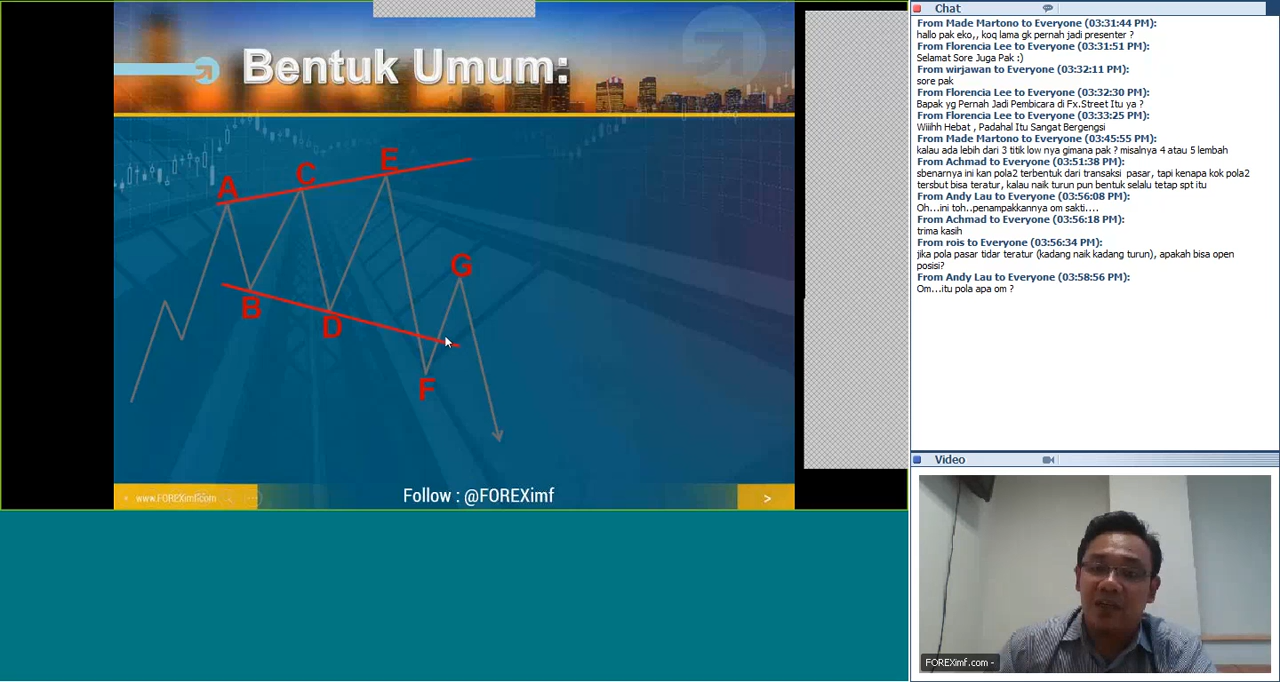 Bentuk Umum:
A
C
E
G
B
D
F
www.FOREXimf.com
Follow : @FOREXimf
>
Chat
From Made Martono to Everyone (03:31:44 PM):
hallo pak eko,, koq lama gk pernah jadi presenter ?
From Florencia Lee to Everyone (03:31:51 PM):
Selamat Sore Juga Pak :)
From wirjawan to Everyone (03:32:11 PM):
sore pak
From Florencia Lee to Everyone (03:32:30 PM):
Bapak yg Pernah Jadi Pembicara di Fx.Street Itu ya ?
From Florencia Lee to Everyone (03:33:25 PM):
Wiiihh Hebat , Padahal Itu Sangat Bergengsi
From Made Martono to Everyone (03:45:55 PM):
kalau ada lebih dari 3 titik low nya gimana pak ? misalnya 4 atau 5 lembah
From Achmad to Everyone (03:51:38 PM):
sbenarnya ini kan pola2 terbentuk dari transaksi pasar, tapi kenapa kok pola2
tersbut bisa teratur, kalau naik turun pun bentuk selalu tetap spt itu
From Andy Lau to Everyone (03:56:08 PM):
Oh...ini toh..penampakkannya om sakti....
From Achmad to Everyone (03:56:18 PM):
trima kasih
From rois to Everyone (03:56:34 PM):
jika pola pasar tidar teratur (kadang naik kadang turun), apakah bisa open
posisi?
From Andy Lau to Everyone (03:58:56 PM):
Om...itu pola apa om ?
Video
FOREXimf.com -